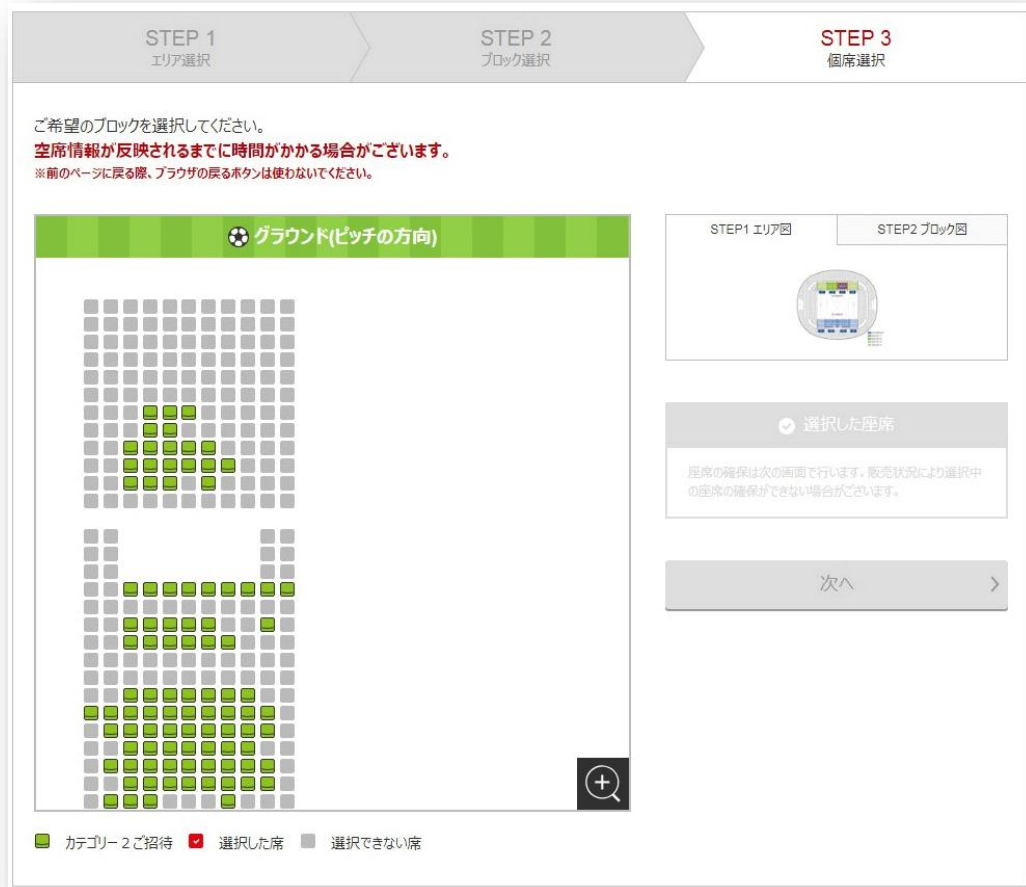 STEP 1
エリア選択
STEP 2
ブロック選択
STEP 3
個席選択
ご希望のブロックを選択してください。
空席情報が反映されるまでに時間がかかる場合がございます。
※前のページに戻る際、ブラウザの戻るボタンは使わないでください。
グラウンド(ピッチの方向)
STEP1 エリア図
STEP2 ブロック図
選択した座席
座席の確保は次の画面で行います。販売状況により選択中
の座席の確保ができない場合がございます。
次へ
カテゴリー2ご招待
選択した席
選択できない席